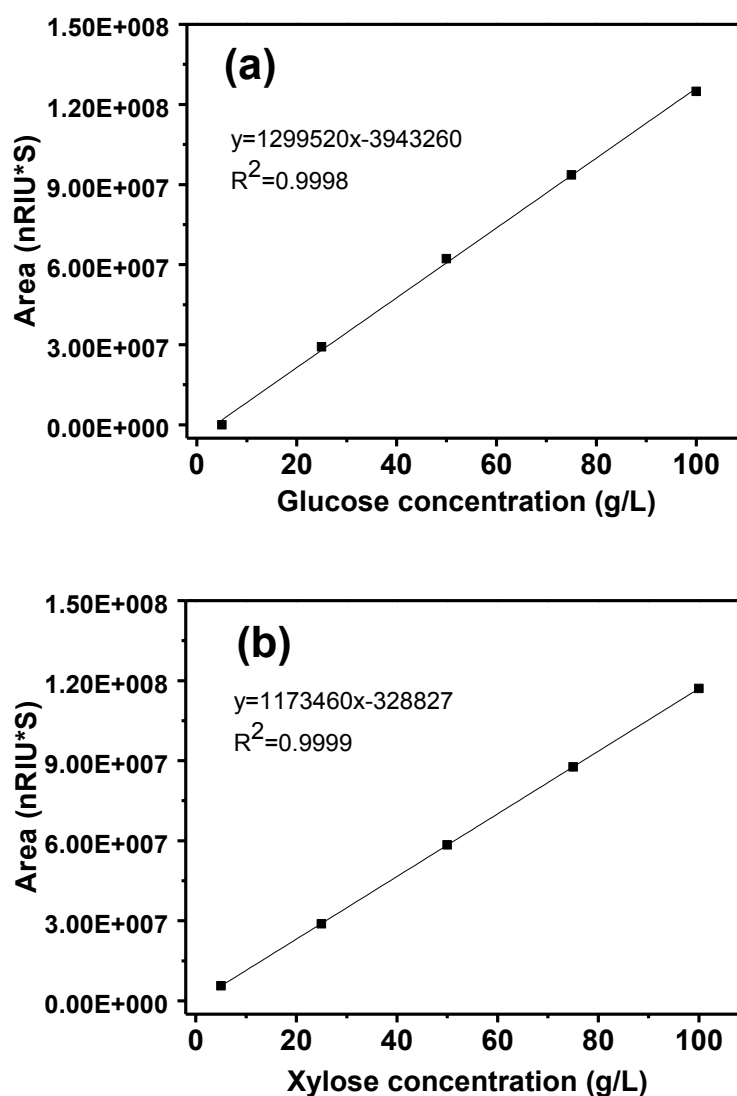 (a)
y=1299520x-3943260
R²=0.9998
Area (nRIU*S)
1.50E+008
1.20E+008
9.00E+007
6.00E+007
3.00E+007
0.00E+000
0 20 40 60 80 100
Glucose concentration (g/L)
(b)
y=1173460x-328827
R²=0.9999
Area (nRIU*S)
1.50E+008
1.20E+008
9.00E+007
6.00E+007
3.00E+007
0.00E+000
0 20 40 60 80 100
Xylose concentration (g/L)